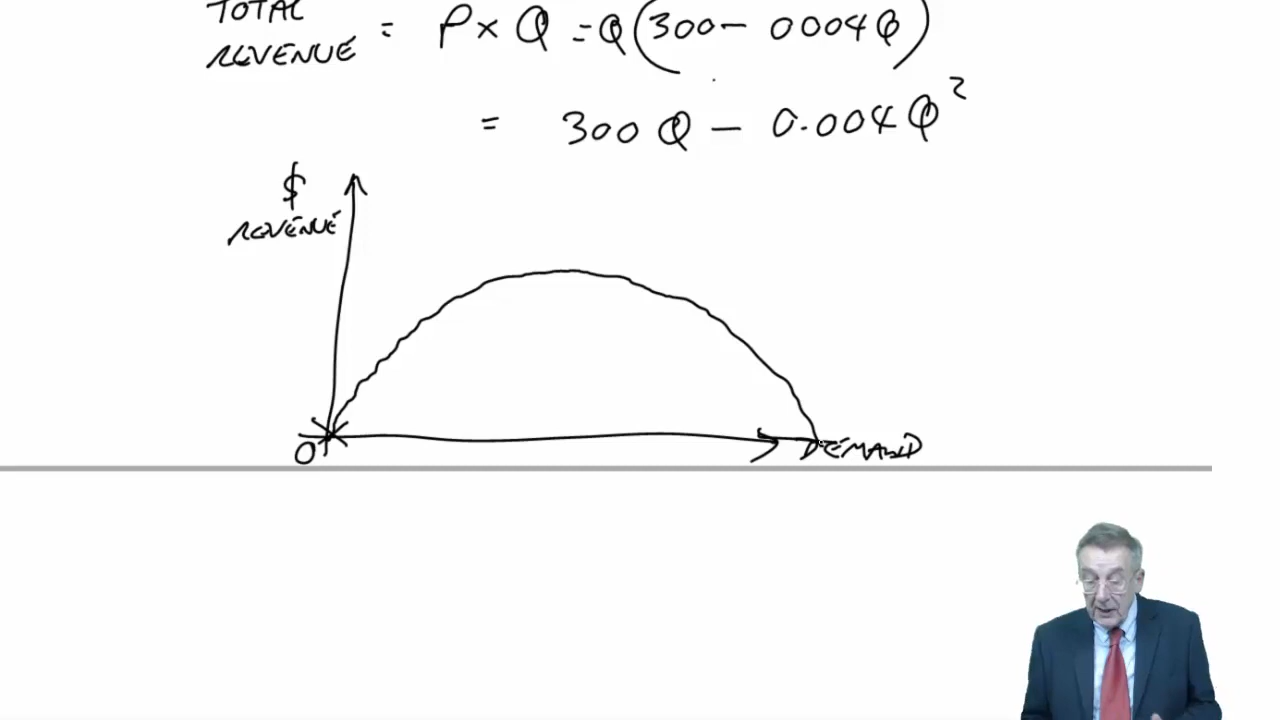 TOTAL
REVENUE = P × Q = Q(300 - 0004Q)
= 300Q - 0.004Q²
$
REVENUE
0
DEMAND